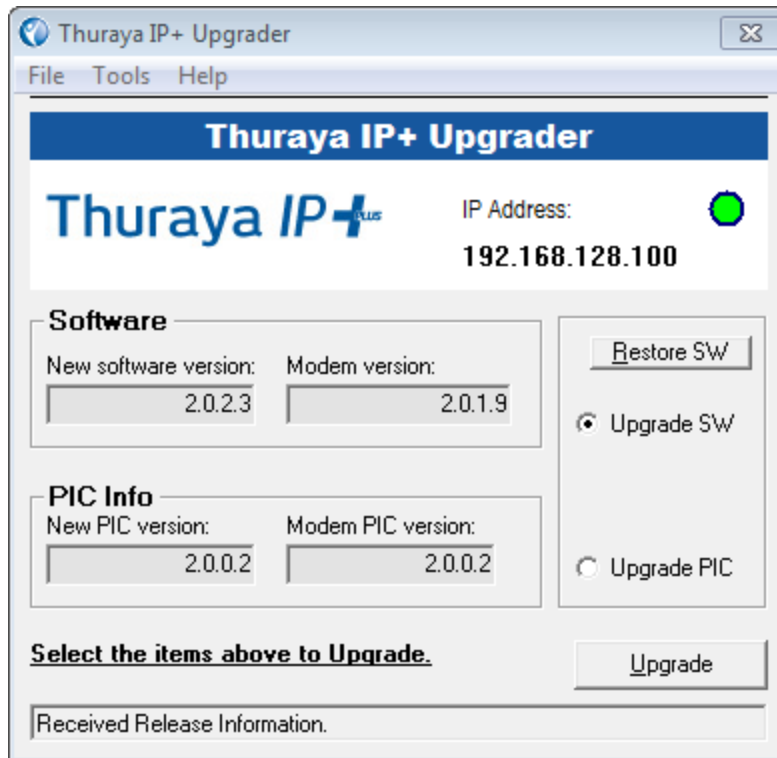 Thuraya IP+ Upgrader
File Tools Help
Thuraya IP+ Upgrader
Thuraya IP+ PLUS
IP Address:
192.168.128.100
Software
New software version:
Modem version:
2.0.2.3
2.0.1.9
Restore SW
Upgrade SW
PIC Info
New PIC version:
Modem PIC version:
2.0.0.2
2.0.0.2
Upgrade PIC
Select the items above to Upgrade.
Upgrade
Received Release Information.